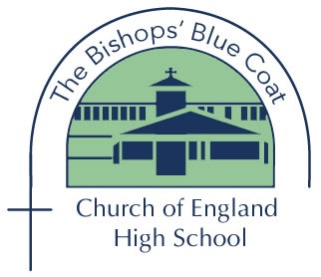 The Bishops' Blue Coat
Church of England
High School